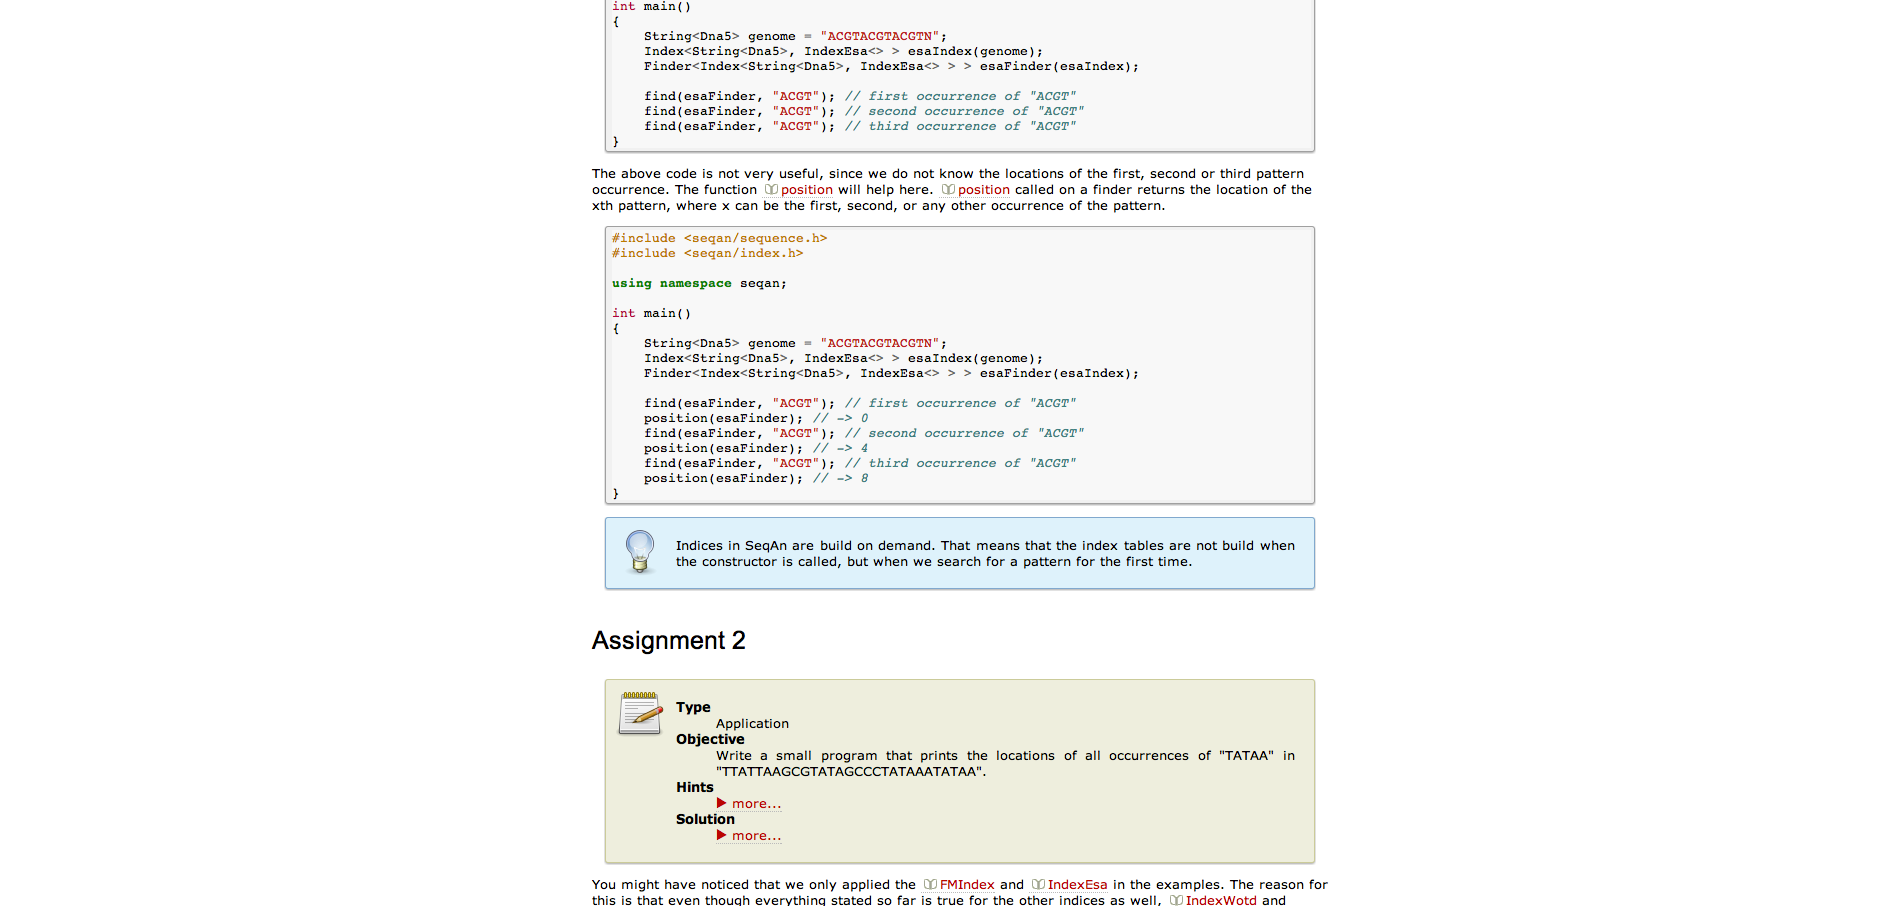 int main()
{
    String<Dna5> genome = "ACGTACGTACGTN";
    Index<String<Dna5>, IndexEsa<> > esaIndex(genome);
    Finder<Index<String<Dna5>, IndexEsa<> > > esaFinder(esaIndex);

    find(esaFinder, "ACGT"); // first occurrence of "ACGT"
    find(esaFinder, "ACGT"); // second occurrence of "ACGT"
    find(esaFinder, "ACGT"); // third occurrence of "ACGT"
}
The above code is not very useful, since we do not know the locations of the first, second or third pattern
occurrence. The function position will help here. position called on a finder returns the location of the
xth pattern, where x can be the first, second, or any other occurrence of the pattern.
#include <seqan/sequence.h>
#include <seqan/index.h>

using namespace seqan;

int main()
{
    String<Dna5> genome = "ACGTACGTACGTN";
    Index<String<Dna5>, IndexEsa<> > esaIndex(genome);
    Finder<Index<String<Dna5>, IndexEsa<> > > esaFinder(esaIndex);

    find(esaFinder, "ACGT"); // first occurrence of "ACGT"
    position(esaFinder); // -> 0
    find(esaFinder, "ACGT"); // second occurrence of "ACGT"
    position(esaFinder); // -> 4
    find(esaFinder, "ACGT"); // third occurrence of "ACGT"
    position(esaFinder); // -> 8
}
Indices in SeqAn are build on demand. That means that the index tables are not build when
the constructor is called, but when we search for a pattern for the first time.
Assignment 2
Type
Application
Objective
Write a small program that prints the locations of all occurrences of "TATAA" in
"TTATTAAGCGTATAGCCCTATAAATATAA".
Hints
▶ more...
Solution
▶ more...
You might have noticed that we only applied the FMIndex and IndexEsa in the examples. The reason for
this is that even though everything stated so far is true for the other indices as well, IndexWotd and